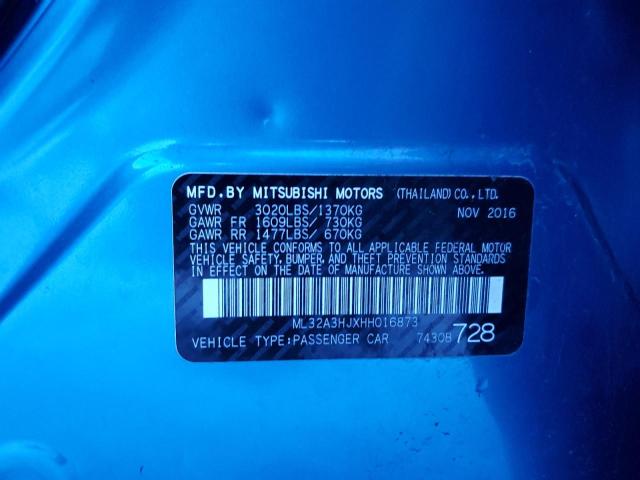 MFD. BY MITSUBISHI MOTORS (THAILAND) CO., LTD.
GVWR 3020LBS/1370KG NOV 2016
GAWR FR 1609LBS/ 730KG
GAWR RR 1477LBS/ 670KG
THIS VEHICLE CONFORMS TO ALL APPLICABLE FEDERAL MOTOR
VEHICLE SAFETY, BUMPER, AND THEFT PREVENTION STANDARDS
IN EFFECT ON THE DATE OF MANUFACTURE SHOWN ABOVE.
ML32A3HJXHH016873
VEHICLE TYPE: PASSENGER CAR 74308 728